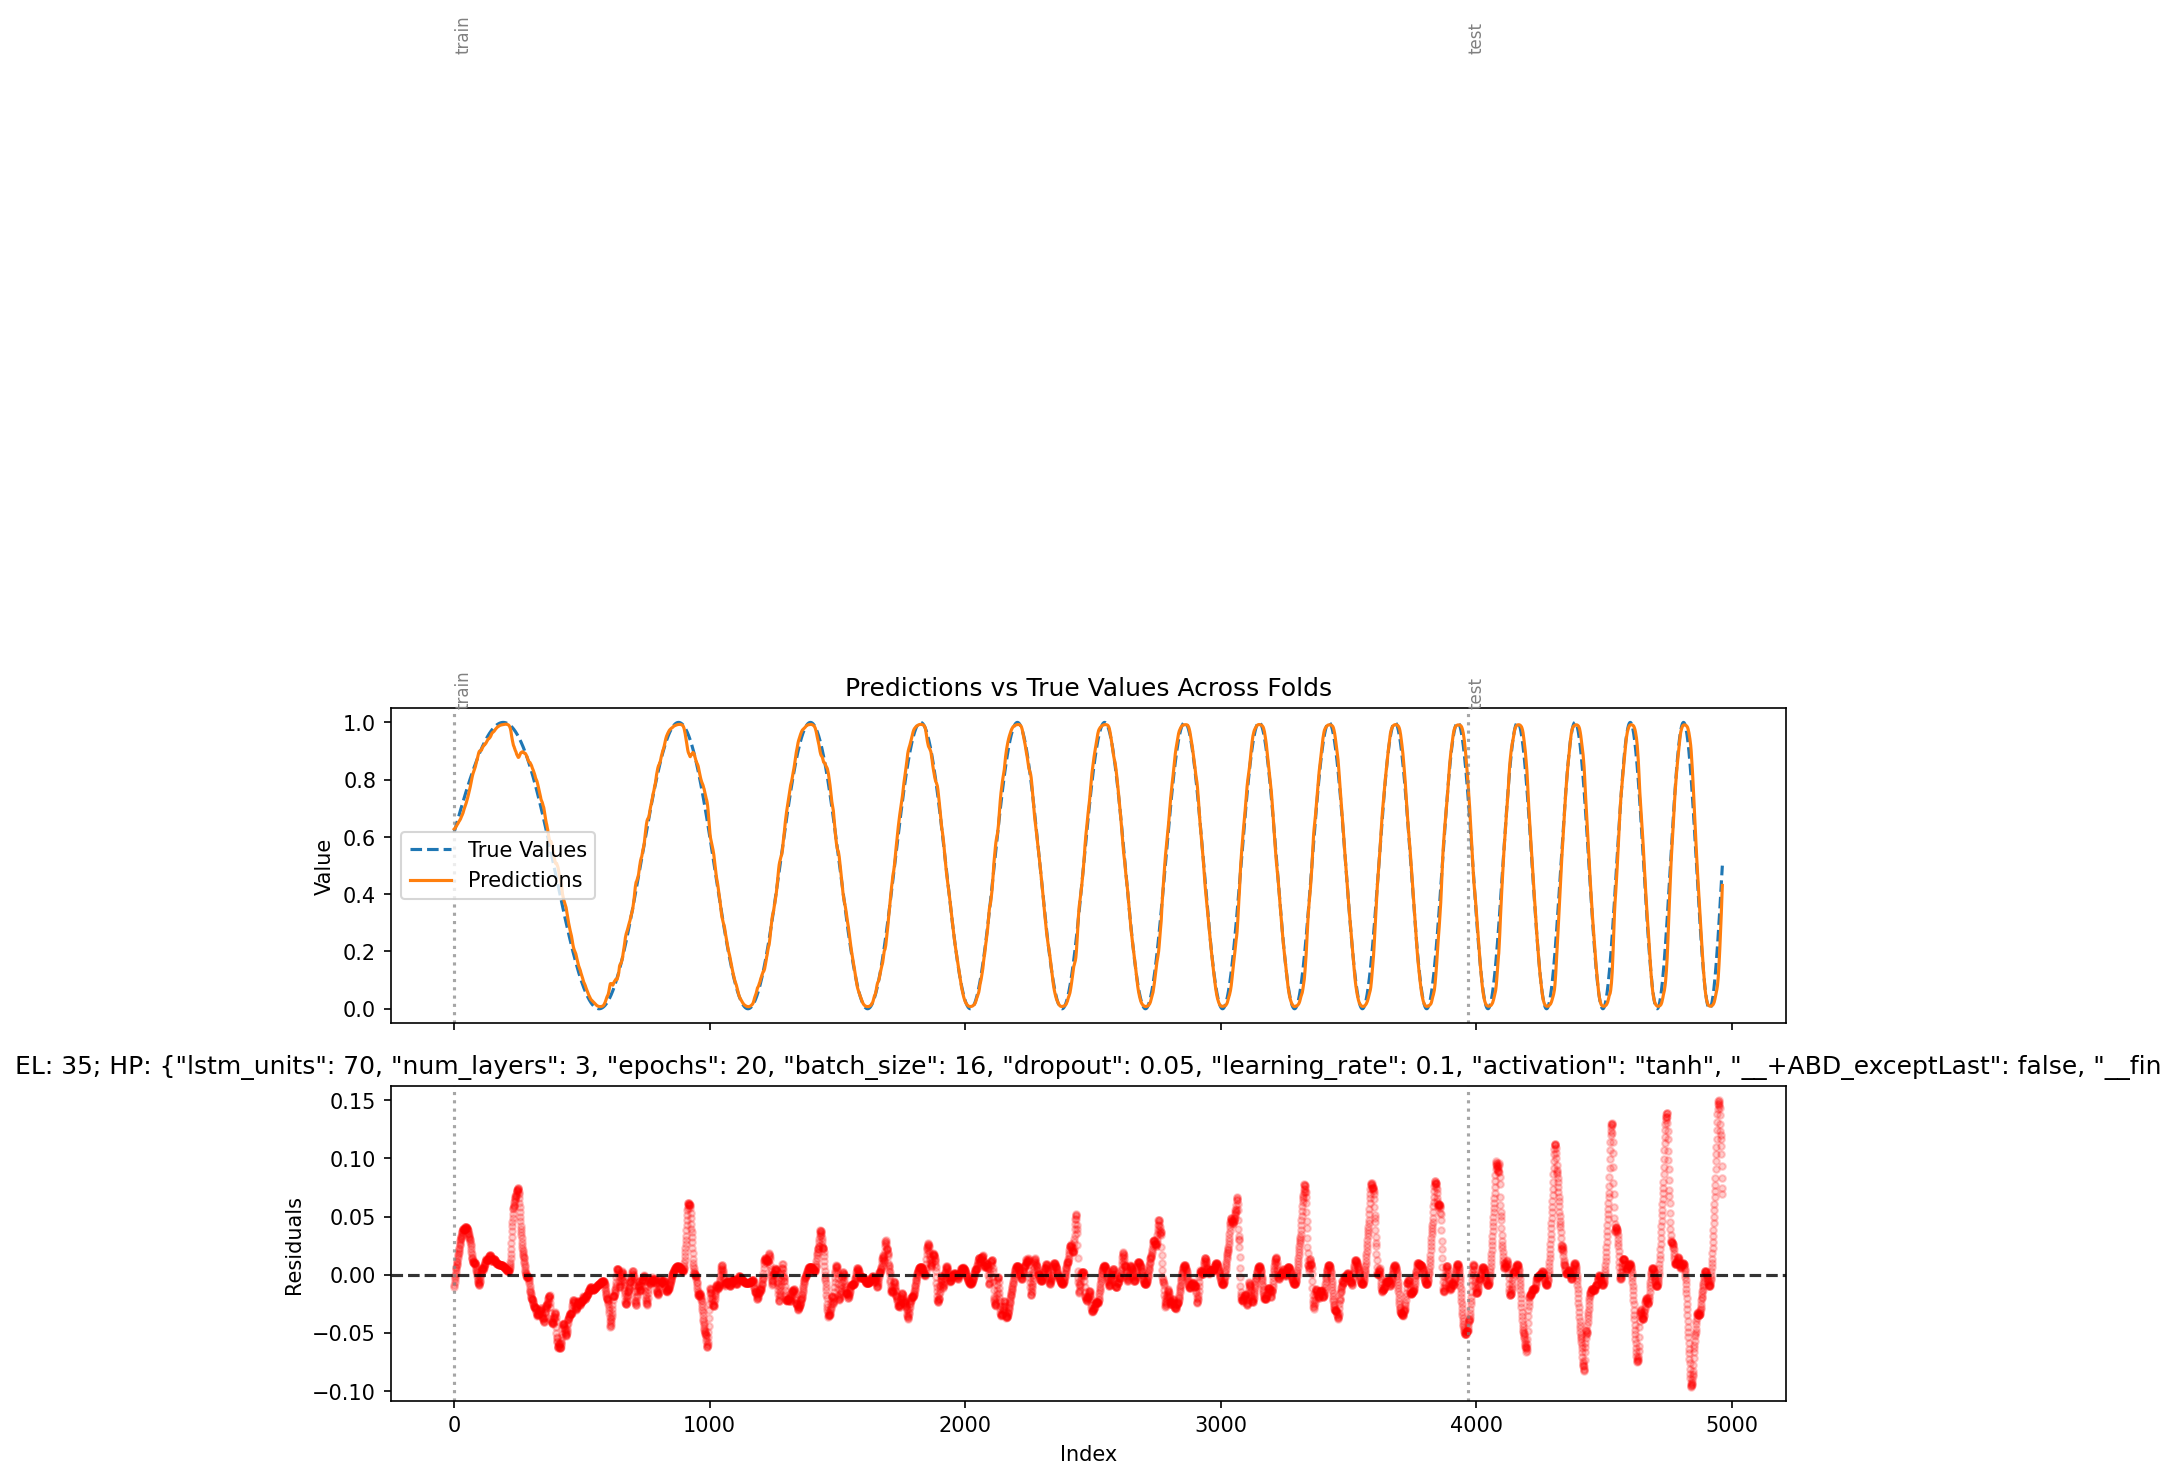 train
test
train
test
Predictions vs True Values Across Folds
1.0
0.8
0.6
0.4
0.2
0.0
Value
True Values
Predictions
EL: 35; HP: {"lstm_units": 70, "num_layers": 3, "epochs": 20, "batch_size": 16, "dropout": 0.05, "learning_rate": 0.1, "activation": "tanh", "__+ABD_exceptLast": false, "__fin
0.15
0.10
0.05
0.00
−0.05
−0.10
Residuals
0
1000
2000
3000
4000
5000
Index